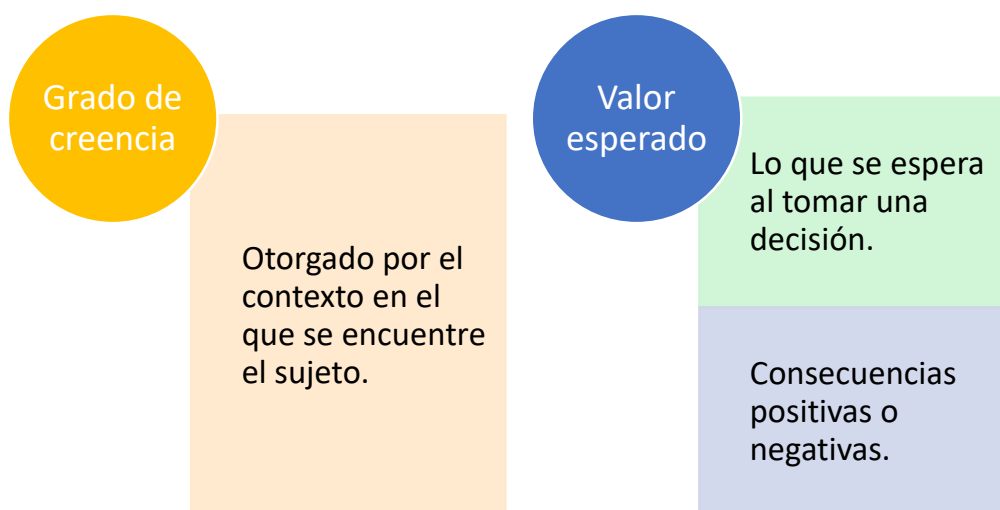 Grado de
creencia
Otorgado por el
contexto en el
que se encuentre
el sujeto.
Valor
esperado
Lo que se espera
al tomar una
decisión.
Consecuencias
positivas o
negativas.